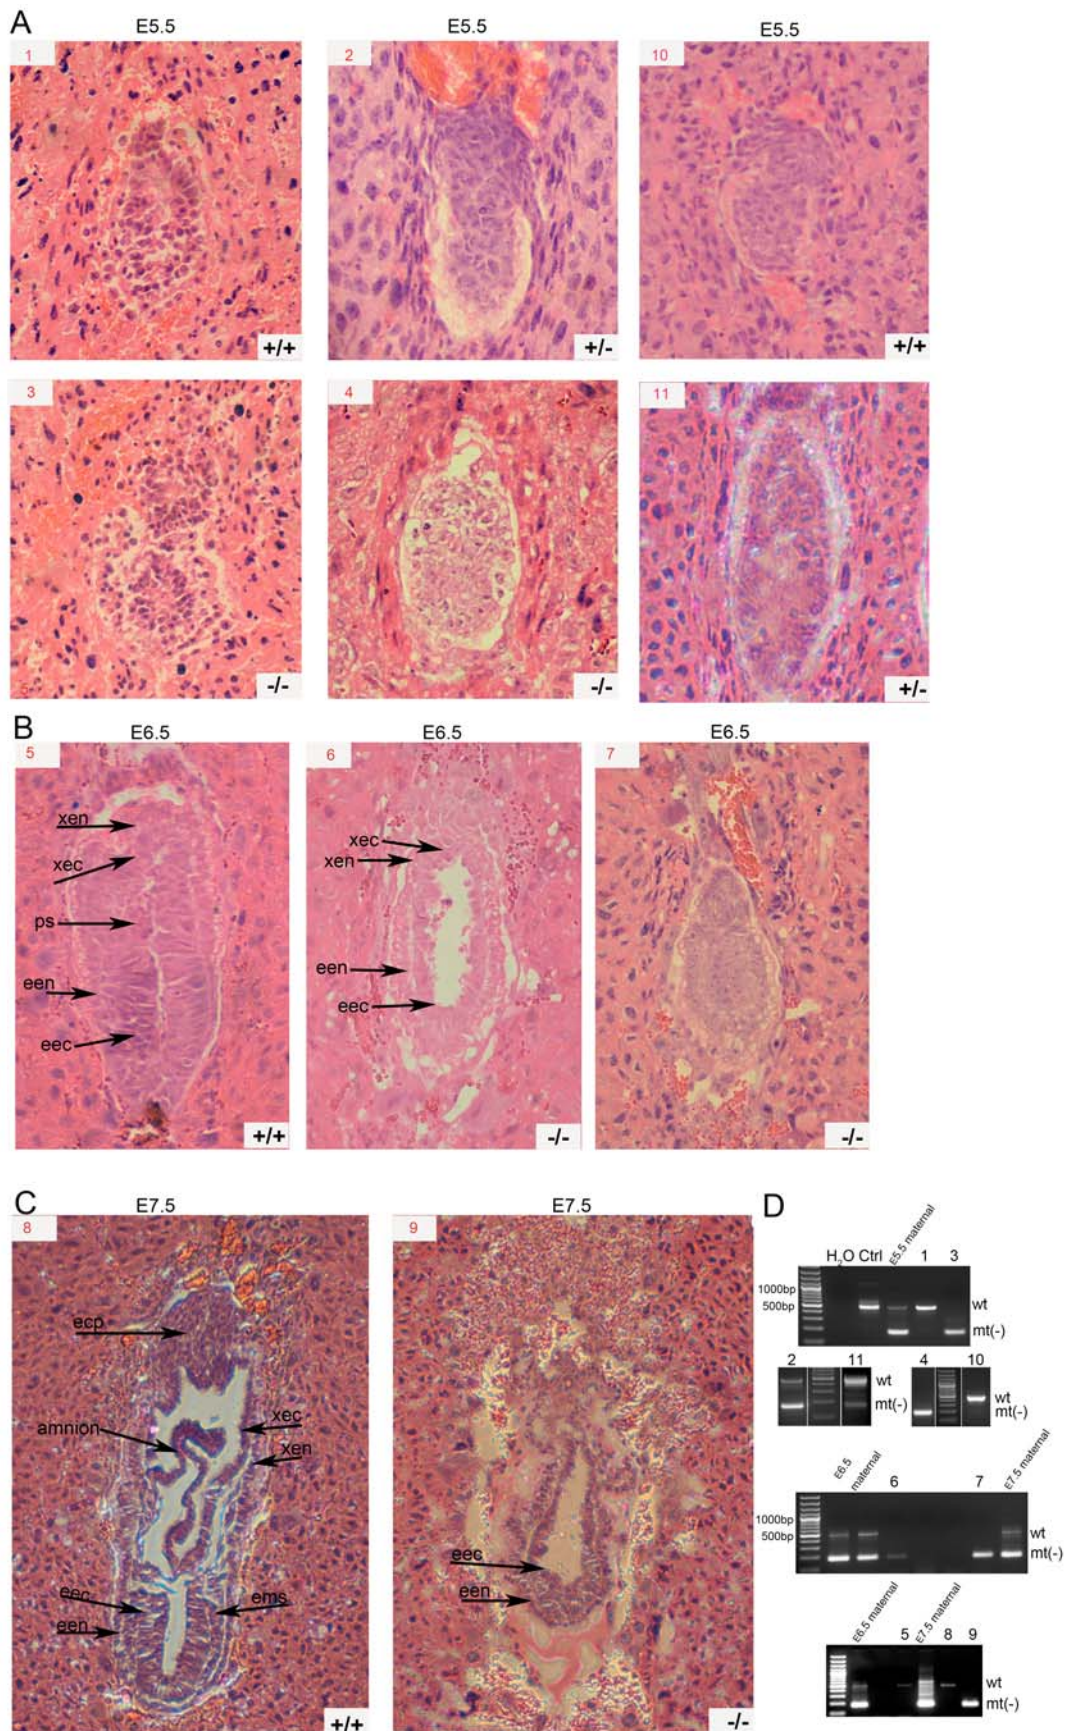 A
E5.5
E5.5
E5.5
1
2
10
+/+
+/-
+/+
3
4
11
-/-
-/-
+/-
B
E6.5
E6.5
E6.5
5
6
7
xen
xec
ps
een
eec
xec
xen
een
eec
+/+
-/-
-/-
C
E7.5
E7.5
8
9
ecp
amnion
xec
xen
eec
een
ems
eec
een
+/+
-/-
D
H2O Ctrl E5.5 maternal 1 3
1000bp
500bp
wt
mt(-)
2 11 4 10
wt
mt(-)
wt
mt(-)
E6.5 maternal 6 7 E7.5 maternal
1000bp
500bp
wt
mt(-)
E6.5 maternal 5 E7.5 maternal 8 9
wt
mt(-)